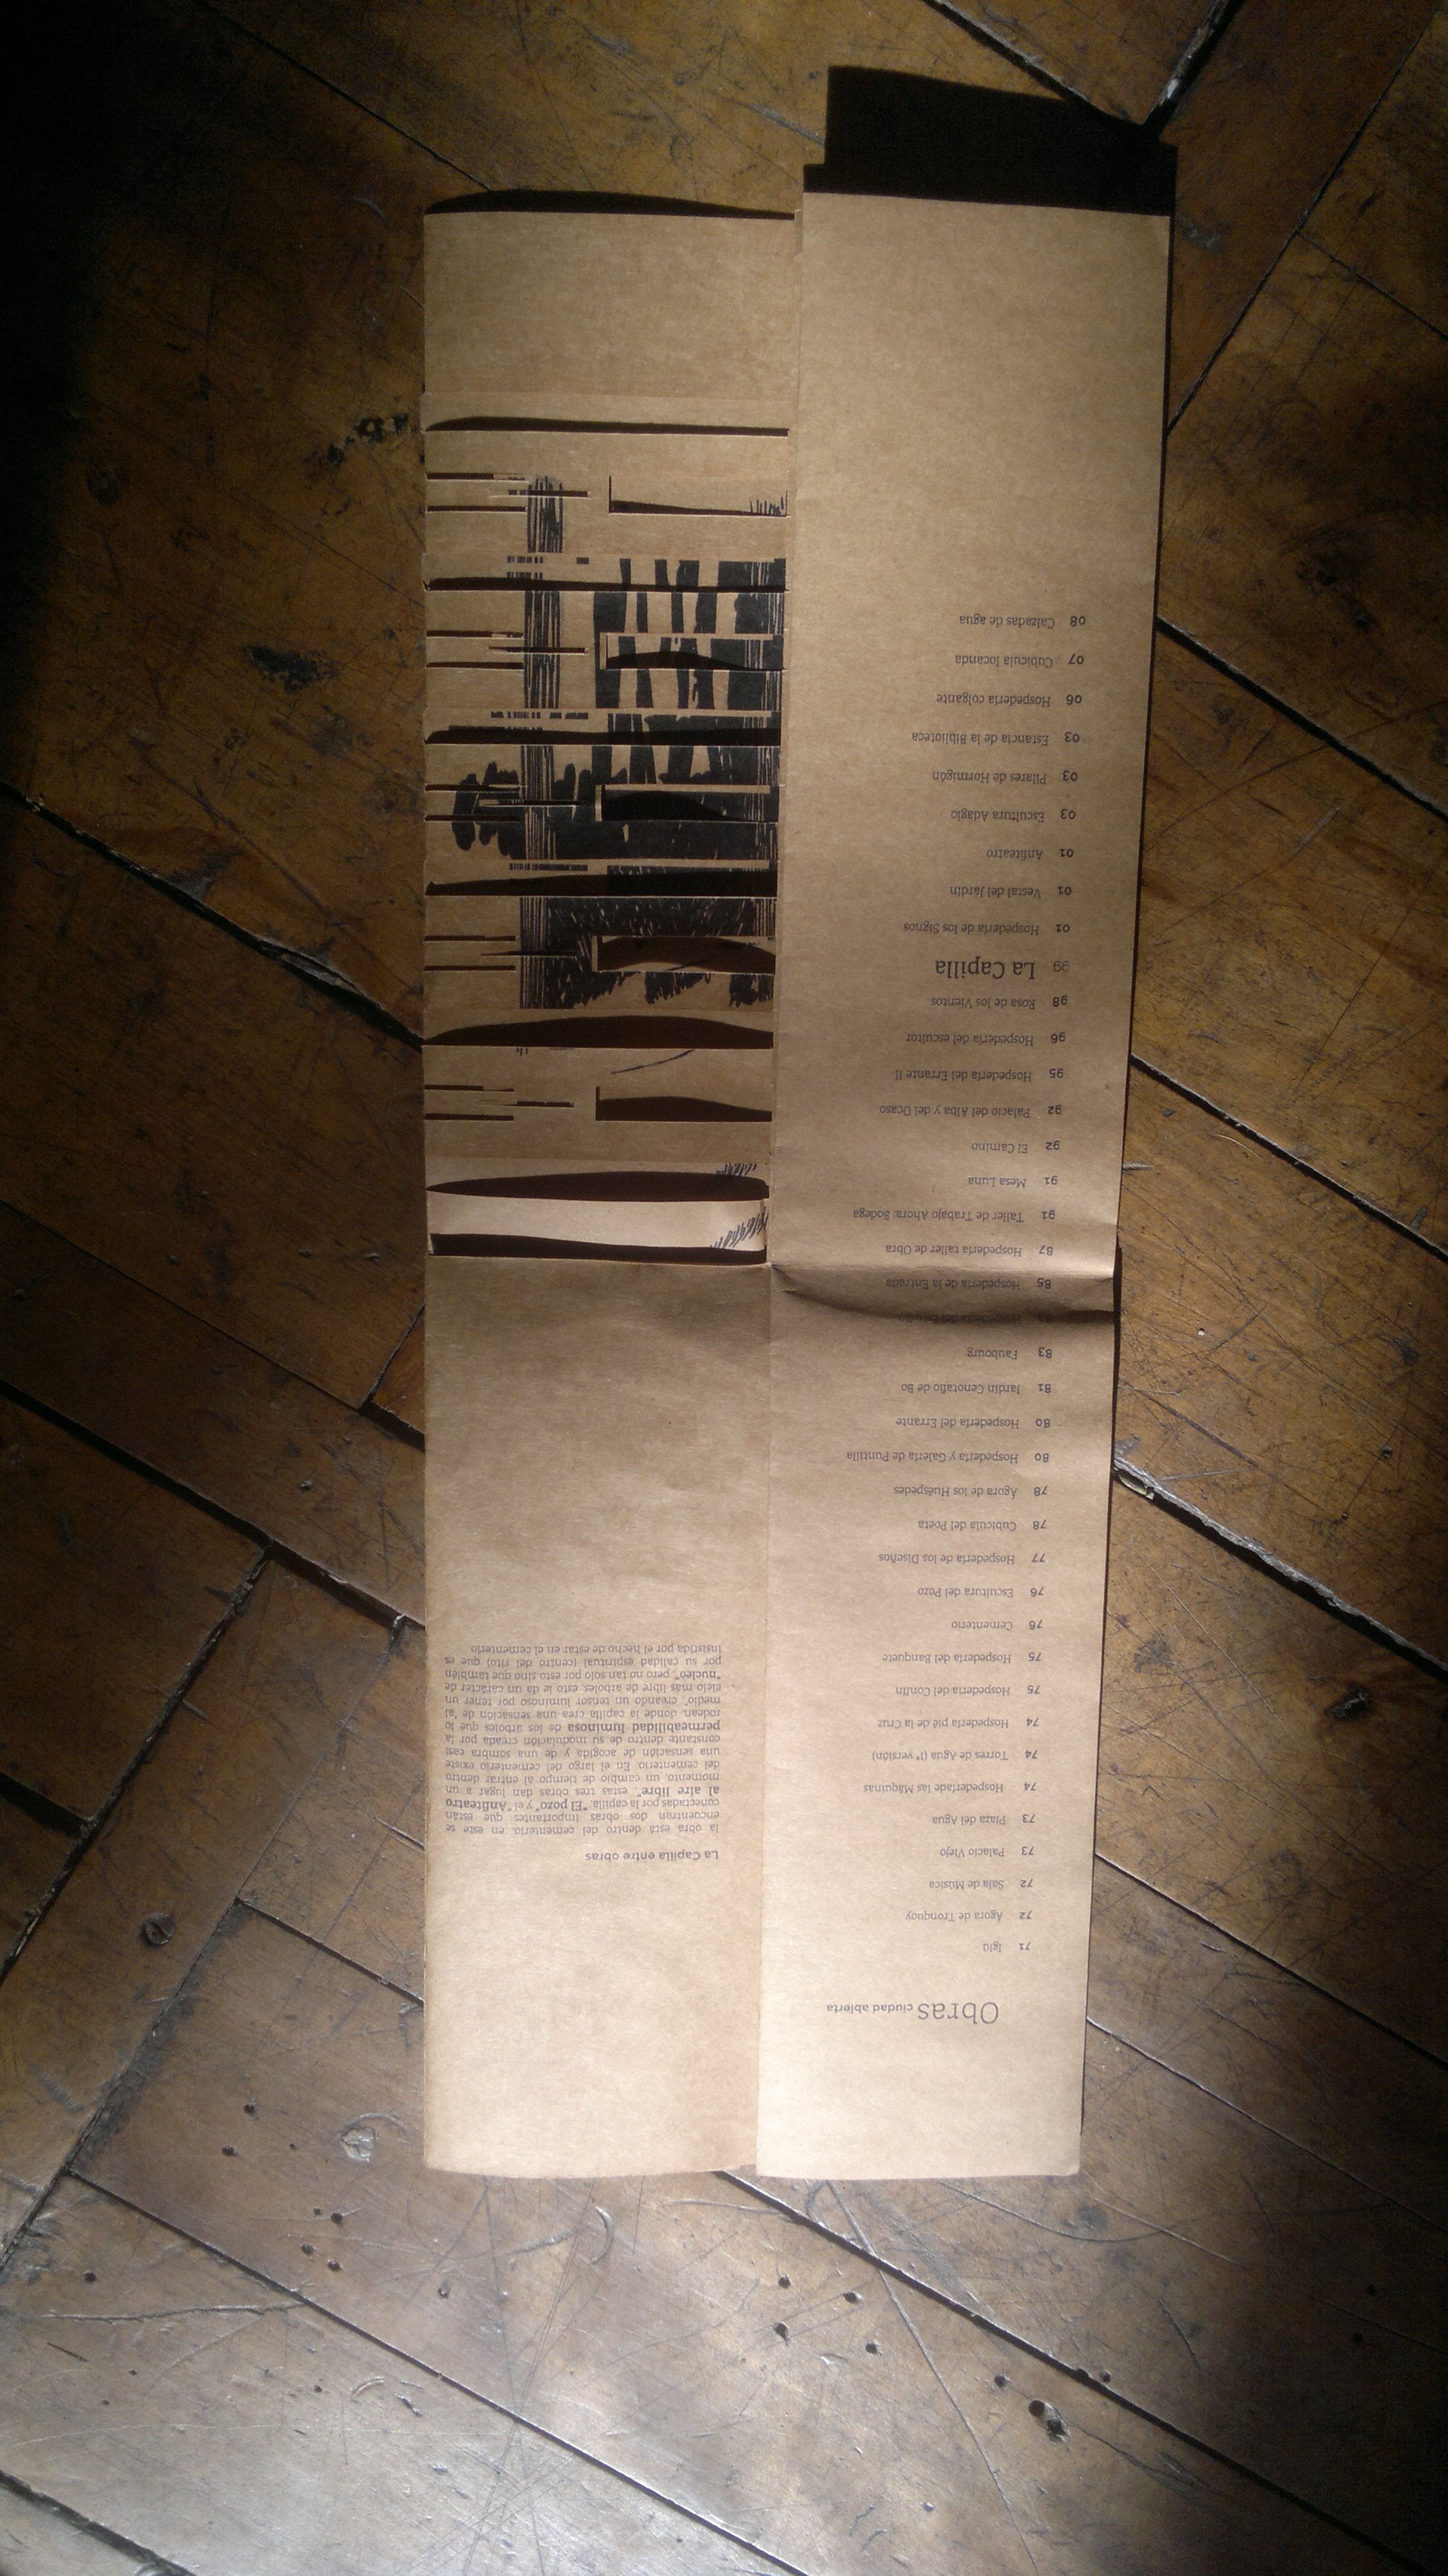 Obras ciudad abierta
71 Iglú
72 Ágora de Tronquoy
72 Sala de Música
73 Palacio Viejo
73 Plaza del Agua
74 Hospederíade las Máquinas
74 Torres de Agua (1ª versión)
74 Hospedería pié de la Cruz
75 Hospedería del Confín
75 Hospedería del Banquete
76 Cementerio
76 Escultura del Pozo
77 Hospedería de los Diseños
78 Cubícula del Poeta
78 Ágora de los Huéspedes
80 Hospedería y Galería de Puntilla
80 Hospedería del Errante
81 Jardín Cenotafio de Bo
83 Faubourg
85 Hospedería de la Entrada
87 Hospedería taller de Obra
91 Taller de Trabajo Ahora: Bodega
91 Mesa Luna
92 El Camino
92 Palacio del Alba y del Ocaso
95 Hospedería del Errante II
96 Hospedería del escultor
98 Rosa de los Vientos
99 La Capilla
01 Hospedería de los Signos
01 Vestal del Jardín
01 Anfiteatro
03 Escultura Adagio
03 Pilares de Hormigón
03 Estancia de la Biblioteca
06 Hospedería colgante
07 Cubícula locanda
08 Calzadas de agua
La Capilla entre obras
la obra está dentro del cementerio, en este se
encuentran dos obras importantes que están
conectadas por la capilla, "El pozo" y el "Anfiteatro
al aire libre", estas tres obras dan lugar a un
momento, un cambio de tiempo al entrar dentro
del cementerio. En el largo del cementerio existe
una sensación de acogida y de una sombra casi
constante dentro de su modulación creada por la
permeabilidad luminosa de los árboles que lo
rodean. donde la capilla crea una sensación de "a)
medio", creando un tensor luminoso por tener un
cielo más libre de arboles, esto le da un carácter de
"nucleo", pero no tan solo por esto sino que también
por su calidad espiritual (centro del rito) que es
insistida por el hecho de estar en el cementerio